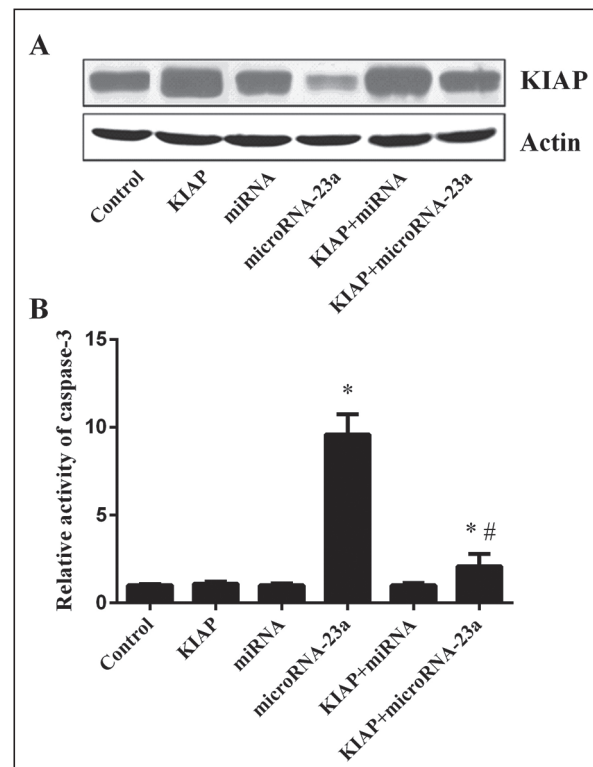 A
KIAP
Actin
Control
KIAP
miRNA
microRNA-23a
KIAP+miRNA
KIAP+microRNA-23a
B
Relative activity of caspase-3
15
10
5
0
*
* #
Control
KIAP
miRNA
microRNA-23a
KIAP+miRNA
KIAP+microRNA-23a